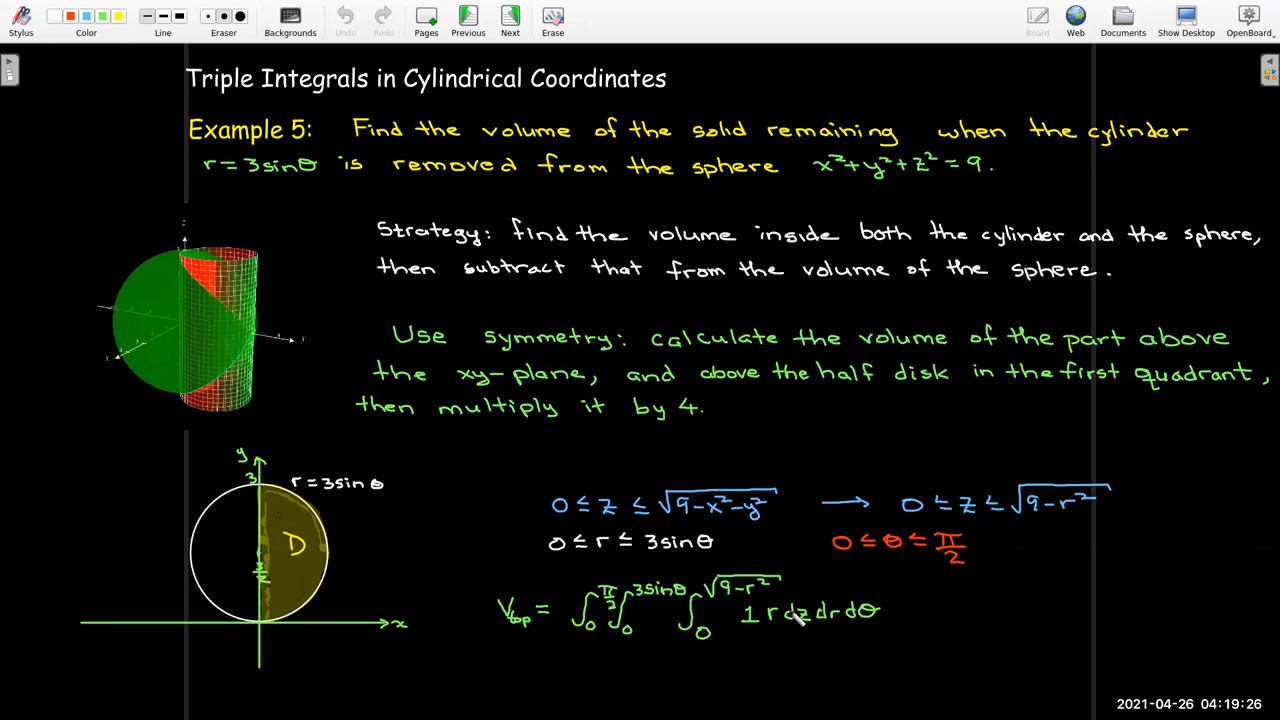 Stylus Color Line Eraser Backgrounds Undo Redo Pages Previous Next Erase Board Web Documents Show Desktop OpenBoard
Triple Integrals in Cylindrical Coordinates
Example 5: Find the volume of the solid remaining when the cylinder
r = 3sinθ is removed from the sphere x²+y²+z² = 9.
Strategy: find the volume inside both the cylinder and the sphere,
then subtract that from the volume of the sphere.
Use symmetry: calculate the volume of the part above
the xy-plane, and above the half disk in the first quadrant,
then multiply it by 4.
z
x
y
y
3
r = 3sinθ
D
3/2
x
0 ≤ z ≤ √(9-x²-y²) → 0 ≤ z ≤ √(9-r²)
0 ≤ r ≤ 3sinθ 0 ≤ θ ≤ π/2
V_top = ∫₀^(π/2) ∫₀^(3sinθ) ∫₀^(√(9-r²)) 1 r dz dr dθ
2021-04-26 04:19:26